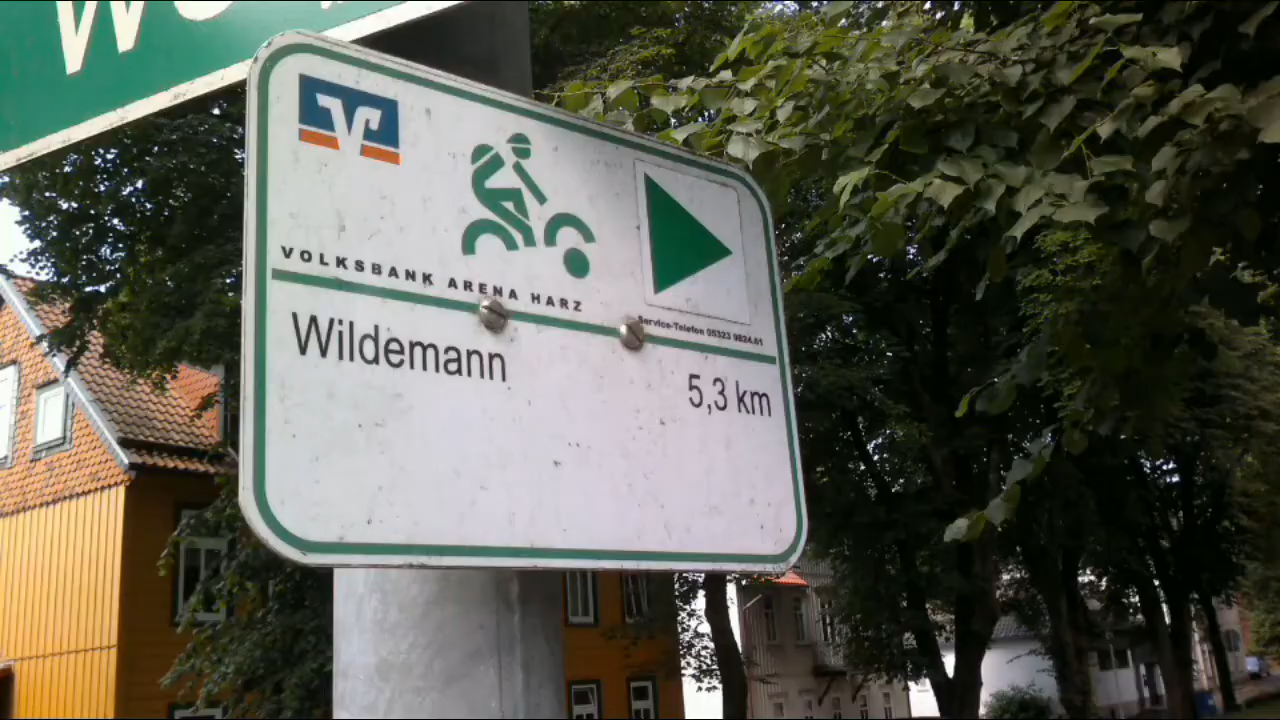 VOLKSBANK ARENA HARZ
Service-Telefon 05323 9824.61
Wildemann 5,3 km